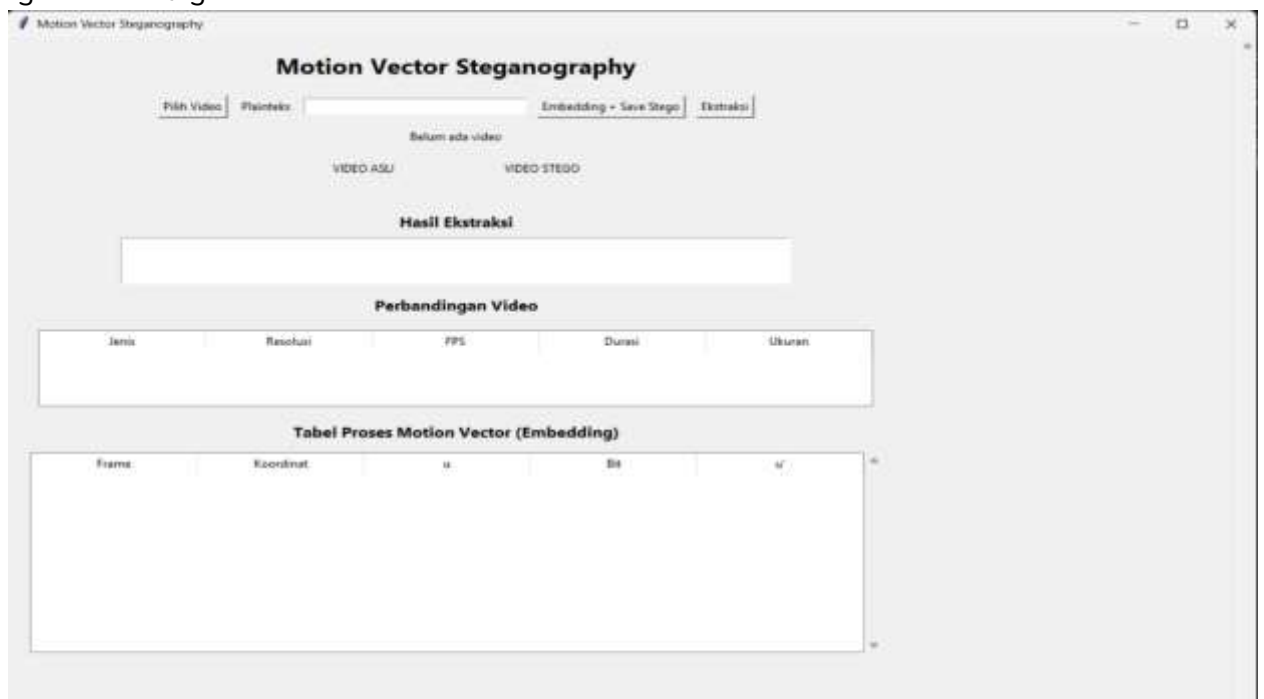 Motion Vector Steganography
Motion Vector Steganography
Pilih Video Plainteks Embedding + Save Stego Ekstraksi
Belum ada video
VIDEO ASLI VIDEO STEGO
Hasil Ekstraksi
Perbandingan Video
Jenis Resolusi FPS Durasi Ukuran
Tabel Proses Motion Vector (Embedding)
Frame Koordinat u Bit u'